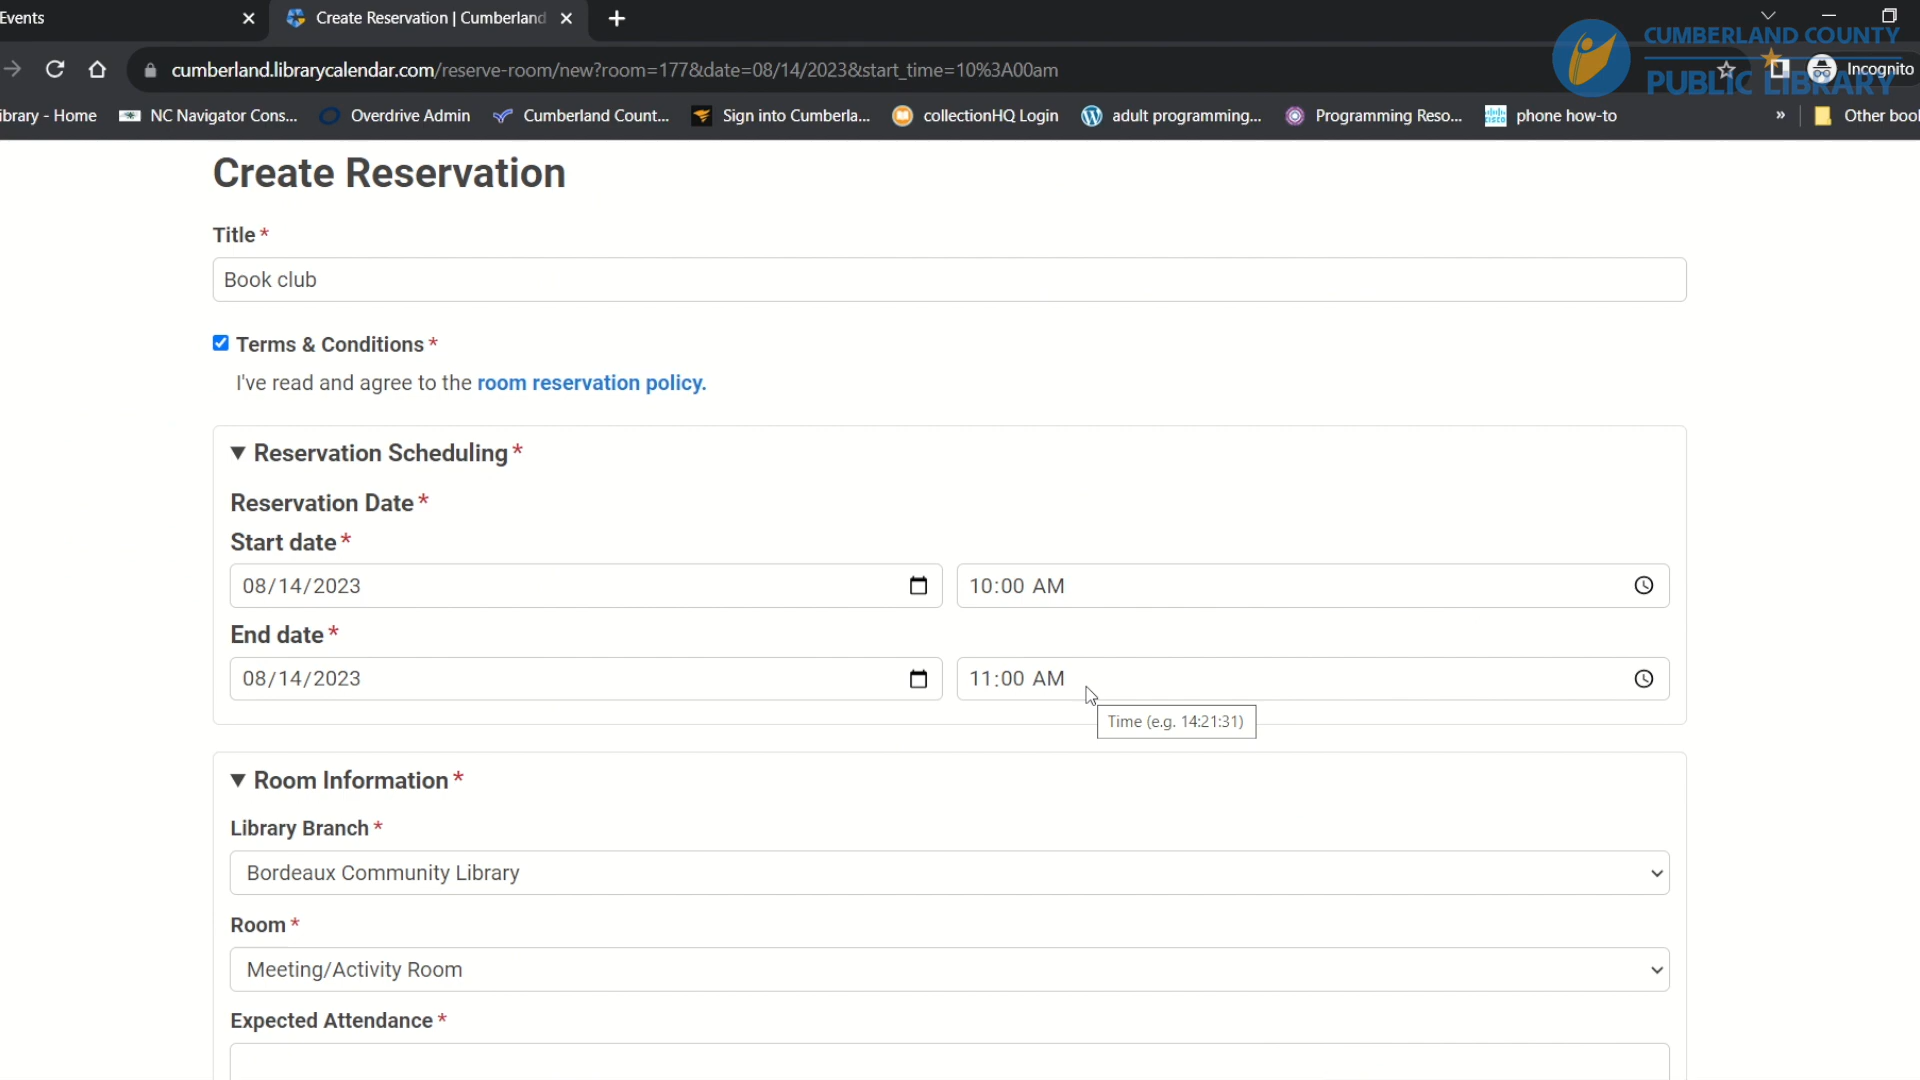 Events
Create Reservation | Cumberland
CUMBERLAND COUNTY
PUBLIC LIBRARY
cumberland.librarycalendar.com/reserve-room/new?room=177&date=08/14/2023&start_time=10%3A00am
Incognito
ibrary - Home
NC Navigator Cons...
Overdrive Admin
Cumberland Count...
Sign into Cumberla...
collectionHQ Login
adult programming...
Programming Reso...
phone how-to
»
Other bool
Create Reservation
Title *
Book club
Terms & Conditions *
I've read and agree to the room reservation policy.
▼ Reservation Scheduling *
Reservation Date *
Start date *
08/14/2023
10:00 AM
End date *
08/14/2023
11:00 AM
Time (e.g. 14:21:31)
▼ Room Information *
Library Branch *
Bordeaux Community Library
Room *
Meeting/Activity Room
Expected Attendance *